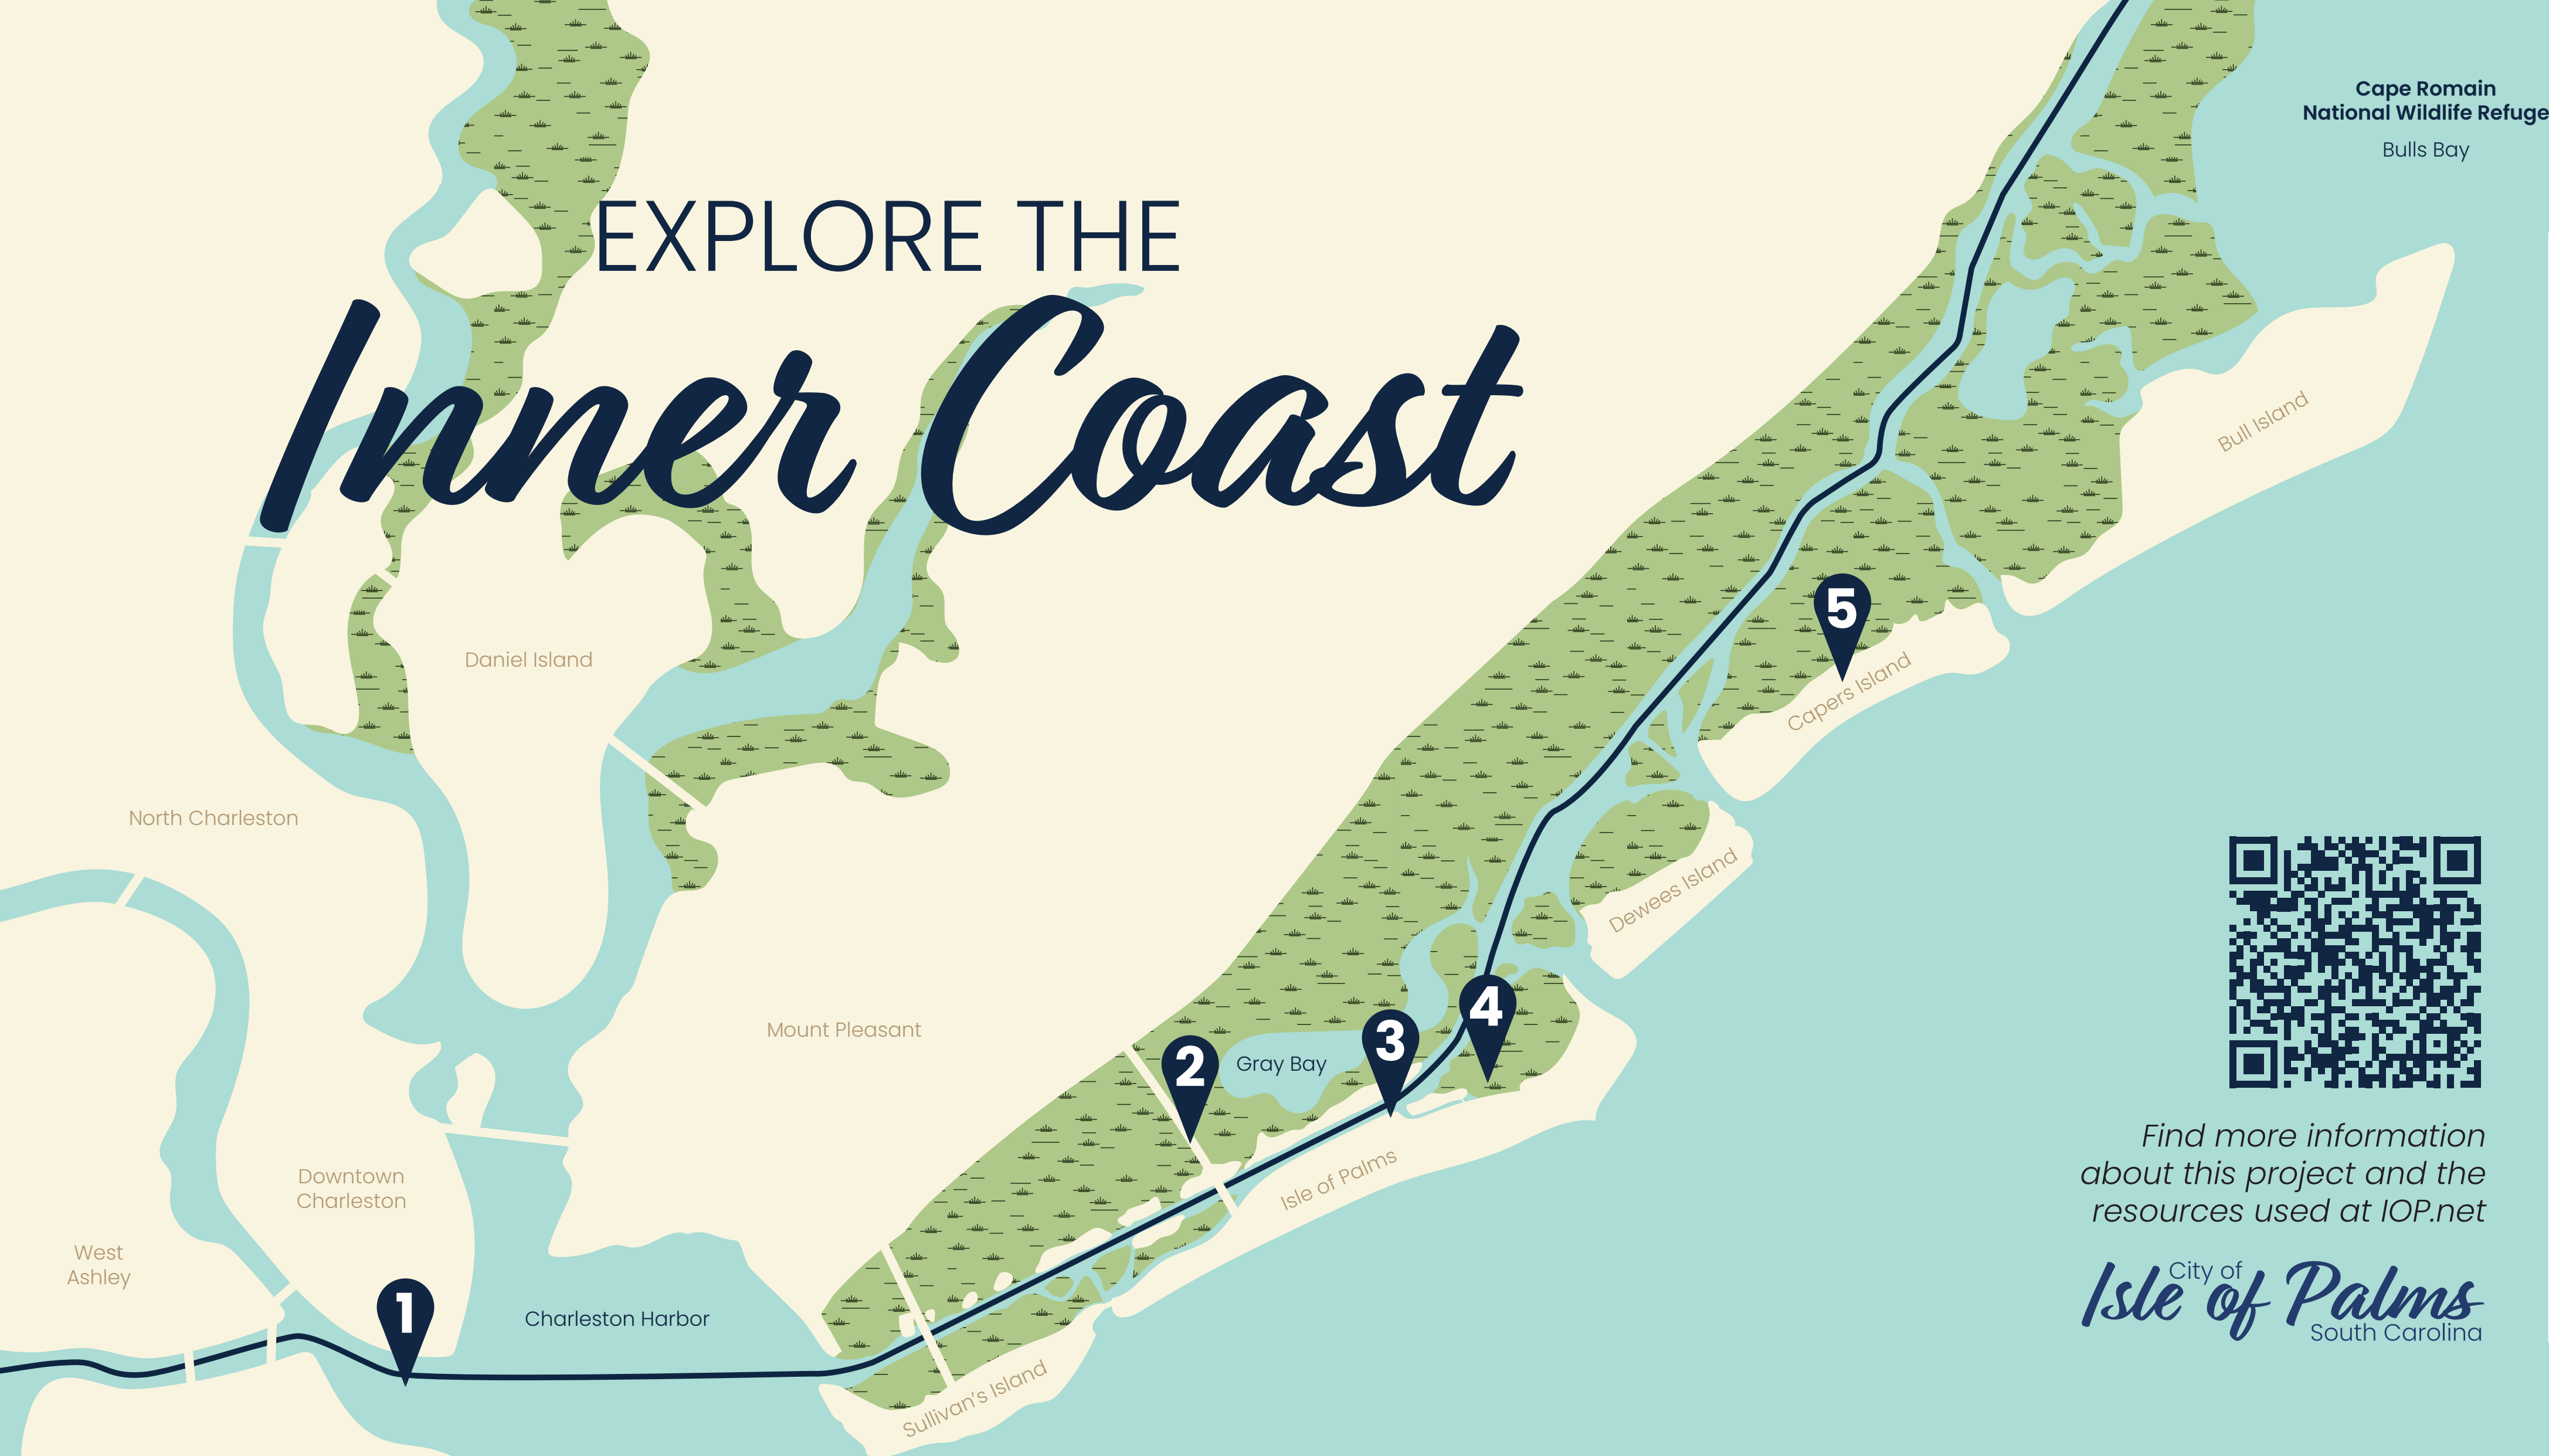 Cape Romain
National Wildlife Refuge
Bulls Bay
EXPLORE THE
Inner Coast
Bull Island
5
Capers Island
Daniel Island
North Charleston
Dewees Island
4
3
2
Gray Bay
Mount Pleasant
Isle of Palms
Downtown
Charleston
West
Ashley
1
Charleston Harbor
Sullivan's Island
Find more information
about this project and the
resources used at IOP.net
City of
Isle of Palms
South Carolina